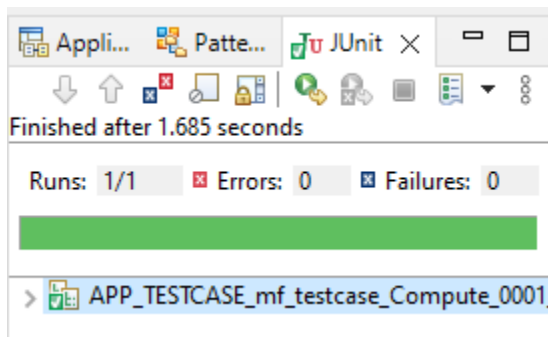 Appli... Patte... JUnit
Finished after 1.685 seconds
Runs: 1/1 Errors: 0 Failures: 0
APP_TESTCASE_mf_testcase_Compute_0001_